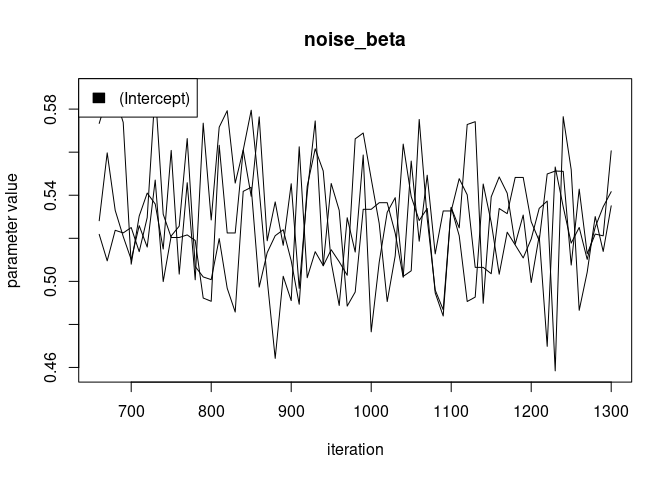 noise_beta
(Intercept)
parameter value
0.58
0.54
0.50
0.46
700 800 900 1000 1100 1200 1300
iteration